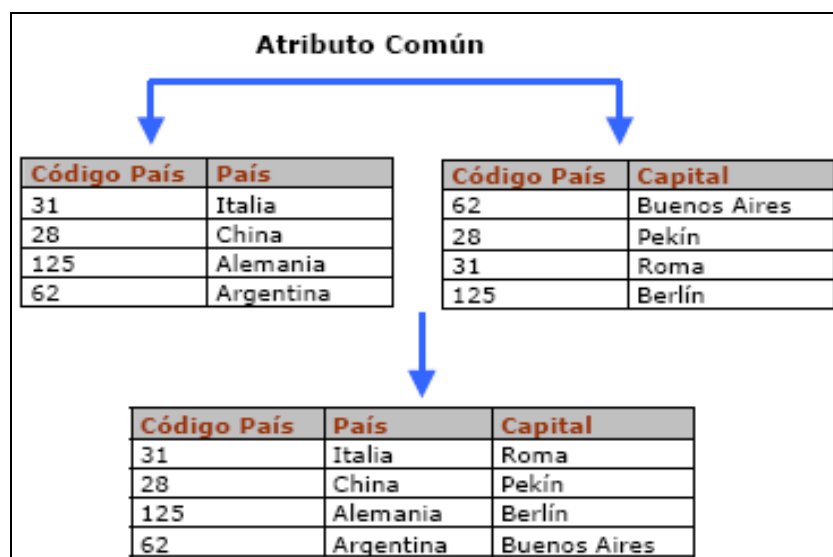 Atributo Común
Código País País
31 Italia
28 China
125 Alemania
62 Argentina
Código País Capital
62 Buenos Aires
28 Pekín
31 Roma
125 Berlín
Código País País Capital
31 Italia Roma
28 China Pekín
125 Alemania Berlín
62 Argentina Buenos Aires